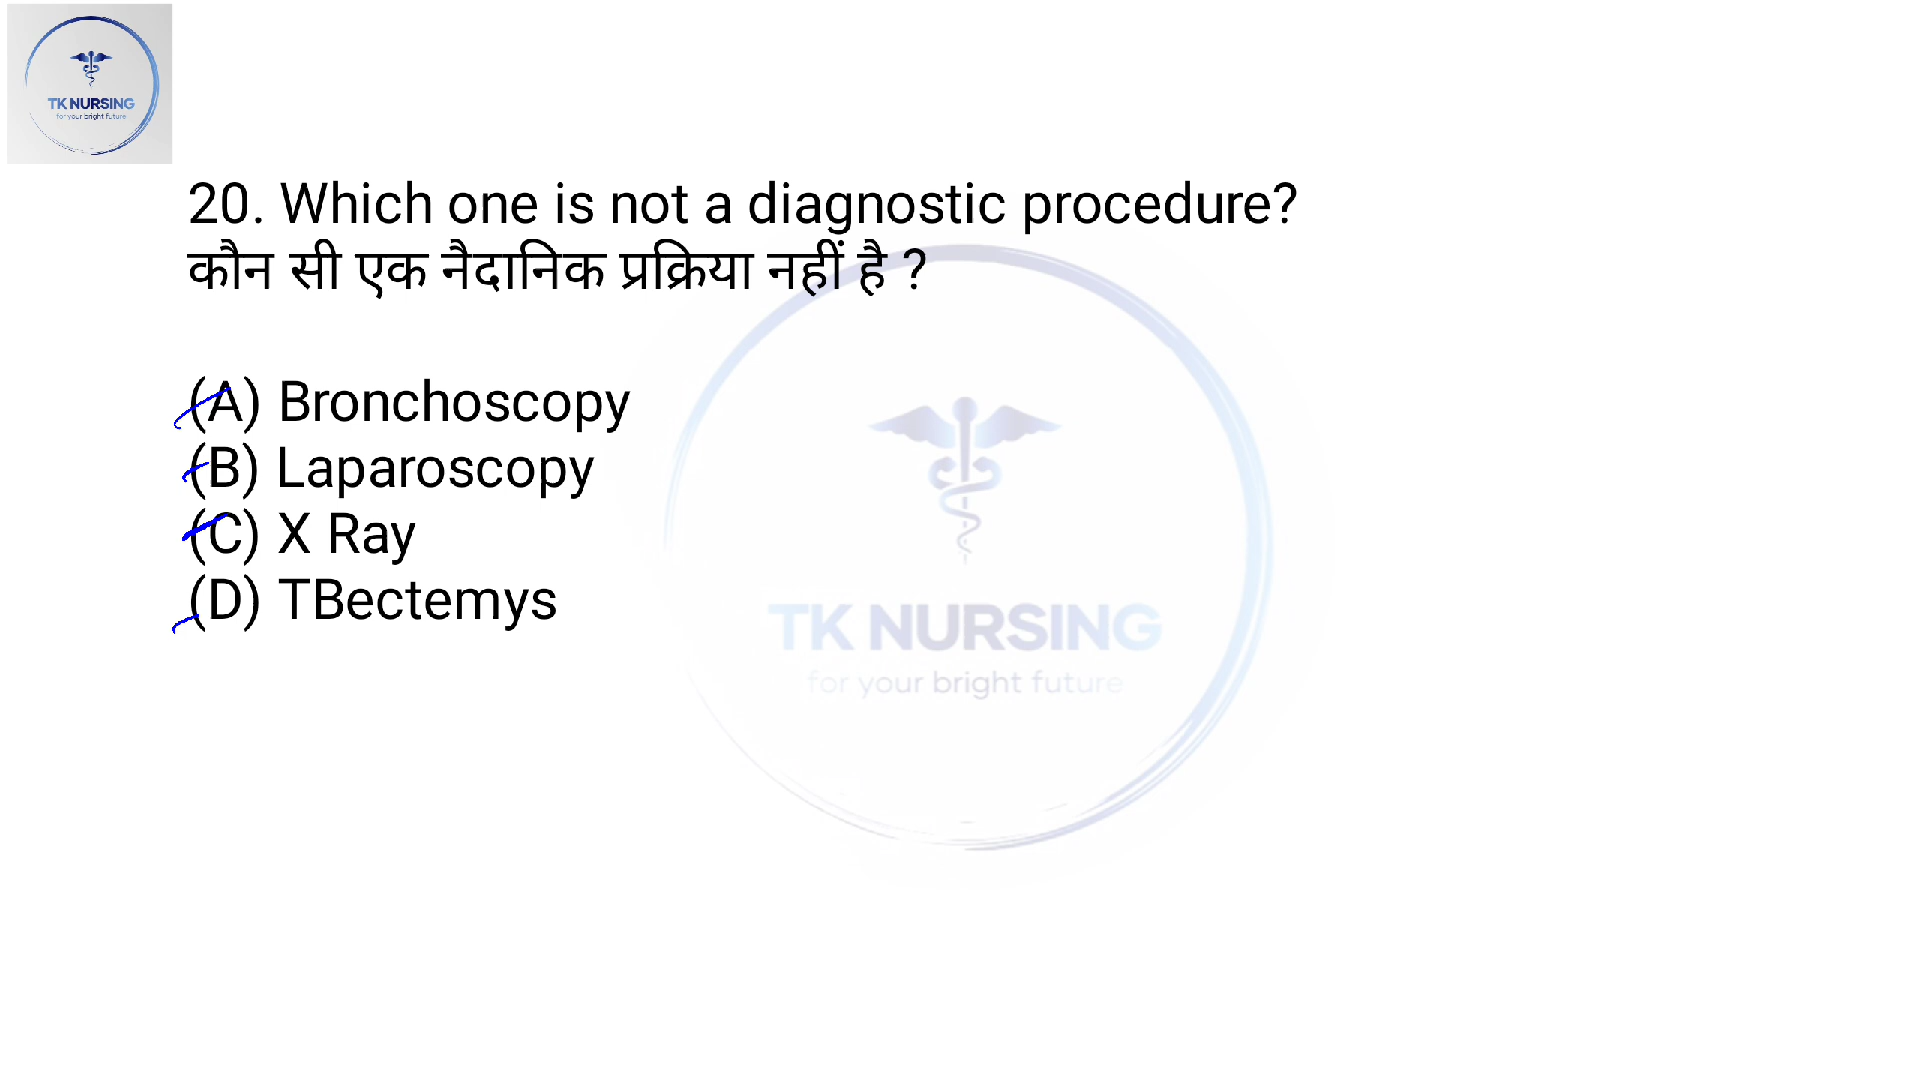 TK NURSING
for your bright future
20. Which one is not a diagnostic procedure?
कौन सी एक नैदानिक प्रक्रिया नहीं है ?
(A) Bronchoscopy
(B) Laparoscopy
(C) X Ray
(D) TBectemys
TK NURSING
for your bright future